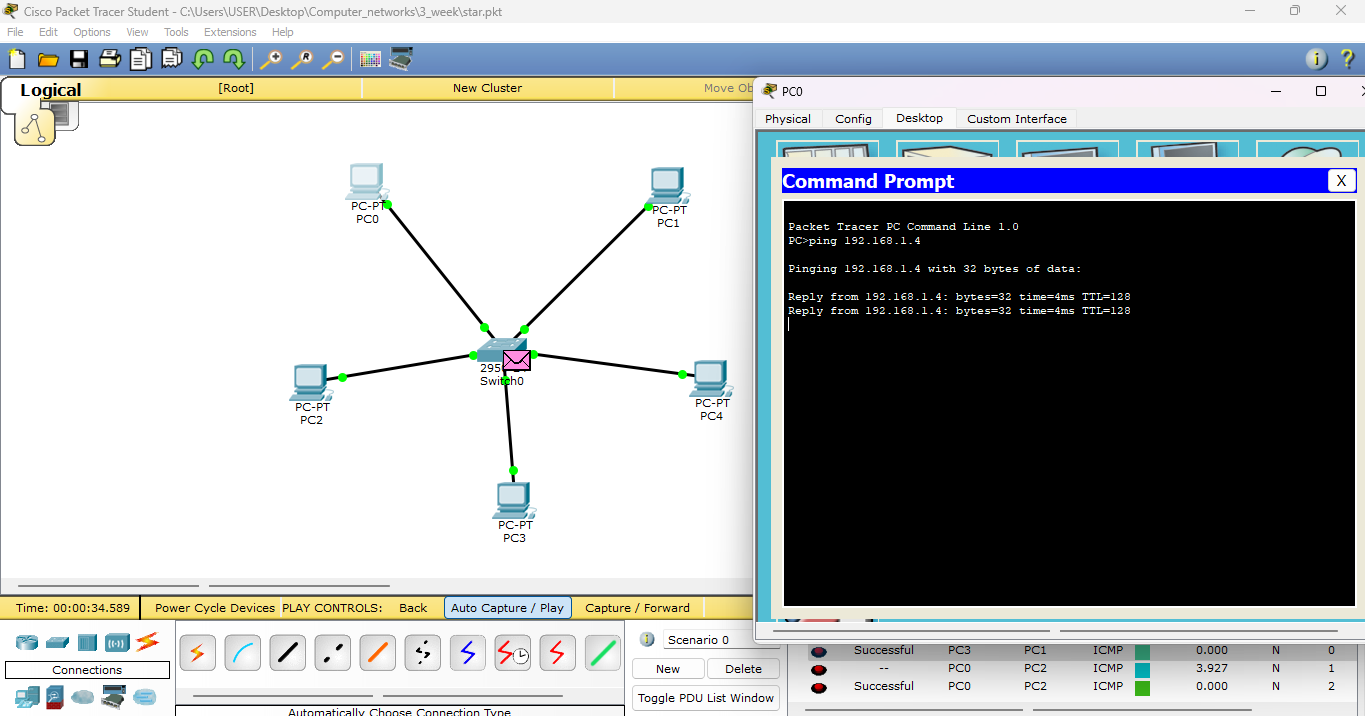 Cisco Packet Tracer Student - C:\Users\USER\Desktop\Computer_networks\3_week\star.pkt
File Edit Options View Tools Extensions Help
Logical [Root] New Cluster Move Ob
PC0
Physical Config Desktop Custom Interface
Command Prompt X
Packet Tracer PC Command Line 1.0
PC>ping 192.168.1.4
Pinging 192.168.1.4 with 32 bytes of data:
Reply from 192.168.1.4: bytes=32 time=4ms TTL=128
Reply from 192.168.1.4: bytes=32 time=4ms TTL=128
PC-PT
PC0
PC-PT
PC1
Switch0
PC-PT
PC2
PC-PT
PC4
PC-PT
PC3
Time: 00:00:34.589 Power Cycle Devices PLAY CONTROLS: Back Auto Capture / Play Capture / Forward
Connections
Automatically Choose Connection Type
Scenario 0
New Delete
Toggle PDU List Window
Successful PC3 PC1 ICMP 0.000 N 0
-- PC0 PC2 ICMP 3.927 N 1
Successful PC0 PC2 ICMP 0.000 N 2